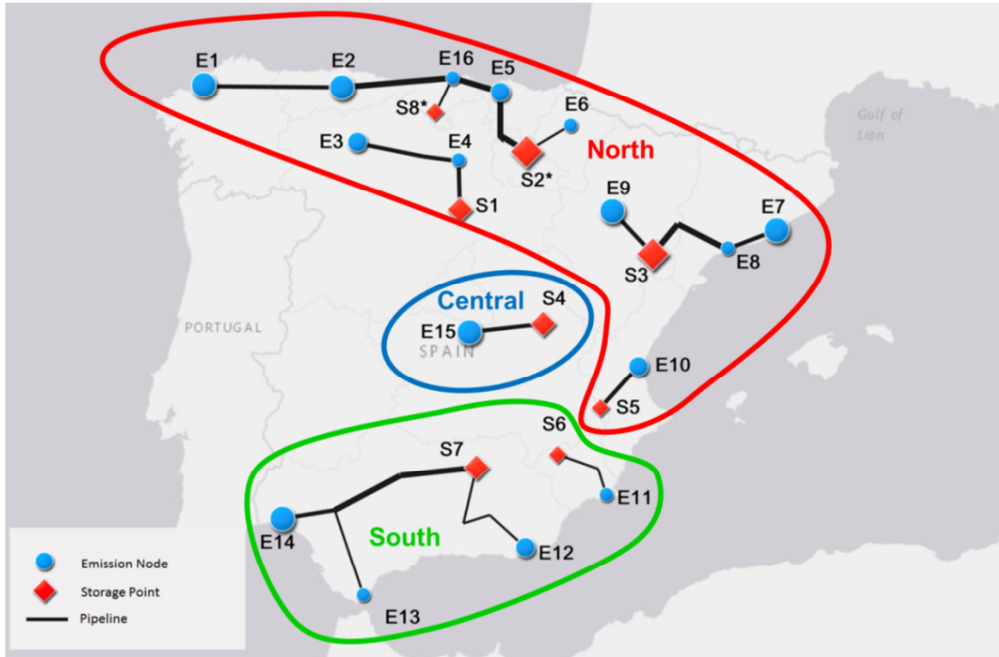 E1
E2
E16
E5
S8*
E6
E3
E4
North
S2*
E9
S1
E7
S3
E8
Gulf of
Lion
Central
S4
E15
SPAIN
PORTUGAL
E10
S5
S6
S7
E11
E14
South
E12
E13
Emission Node
Storage Point
Pipeline